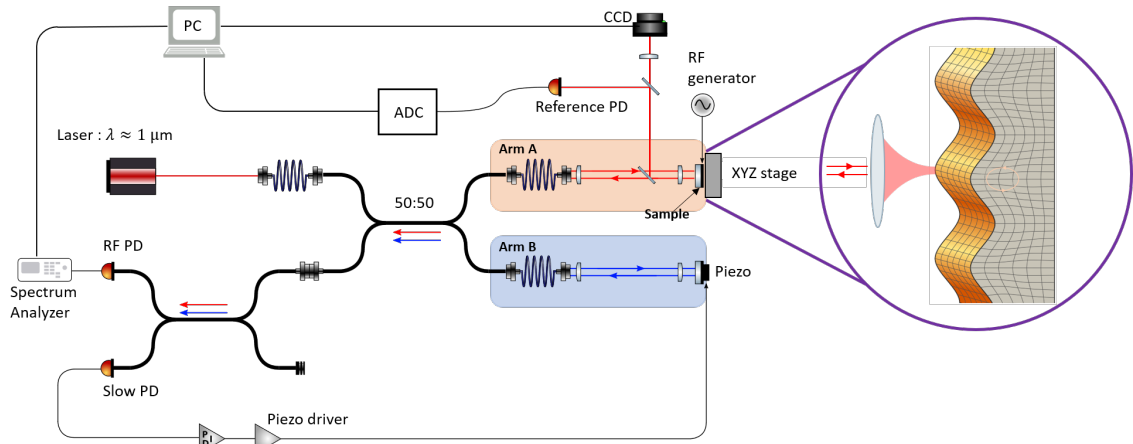 CCD
PC
RF
generator
Reference PD
ADC
Laser : λ ≈ 1 μm
Arm A
XYZ stage
50:50
Sample
RF PD
Arm B
Piezo
Spectrum
Analyzer
Slow PD
Piezo driver
P
I
D